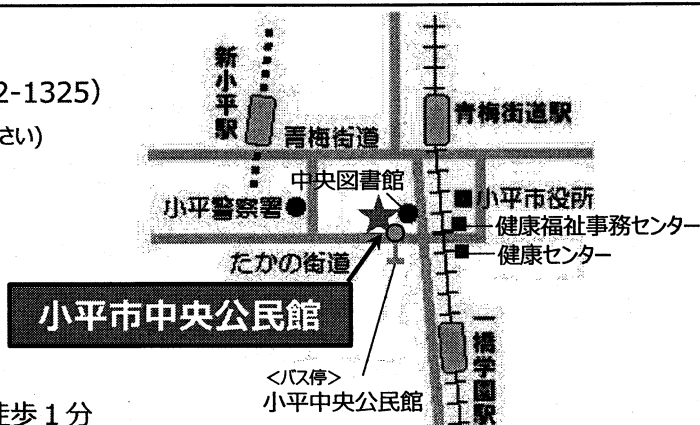 2-1325)
さい)
新小平駅
青梅街道駅
青梅街道
中央図書館
小平警察署
小平市役所
健康福祉事務センター
たかの街道
健康センター
小平市中央公民館
一橋学園駅
<バス停>
小平中央公民館
徒歩1分